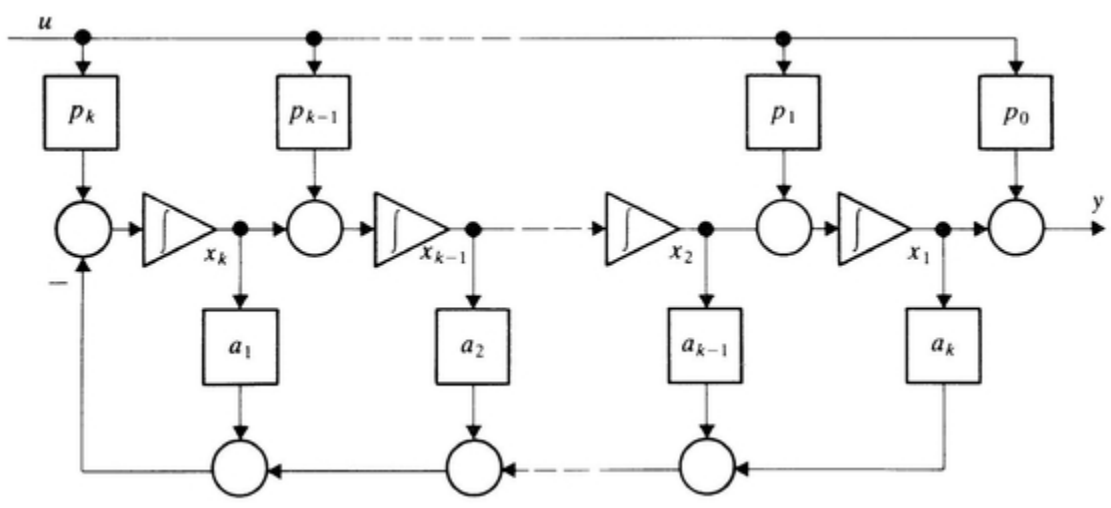 u
p_k p_{k-1} p_1 p_0
∫ ∫ ∫ ∫ y
x_k x_{k-1} x_2 x_1
−
a_1 a_2 a_{k-1} a_k